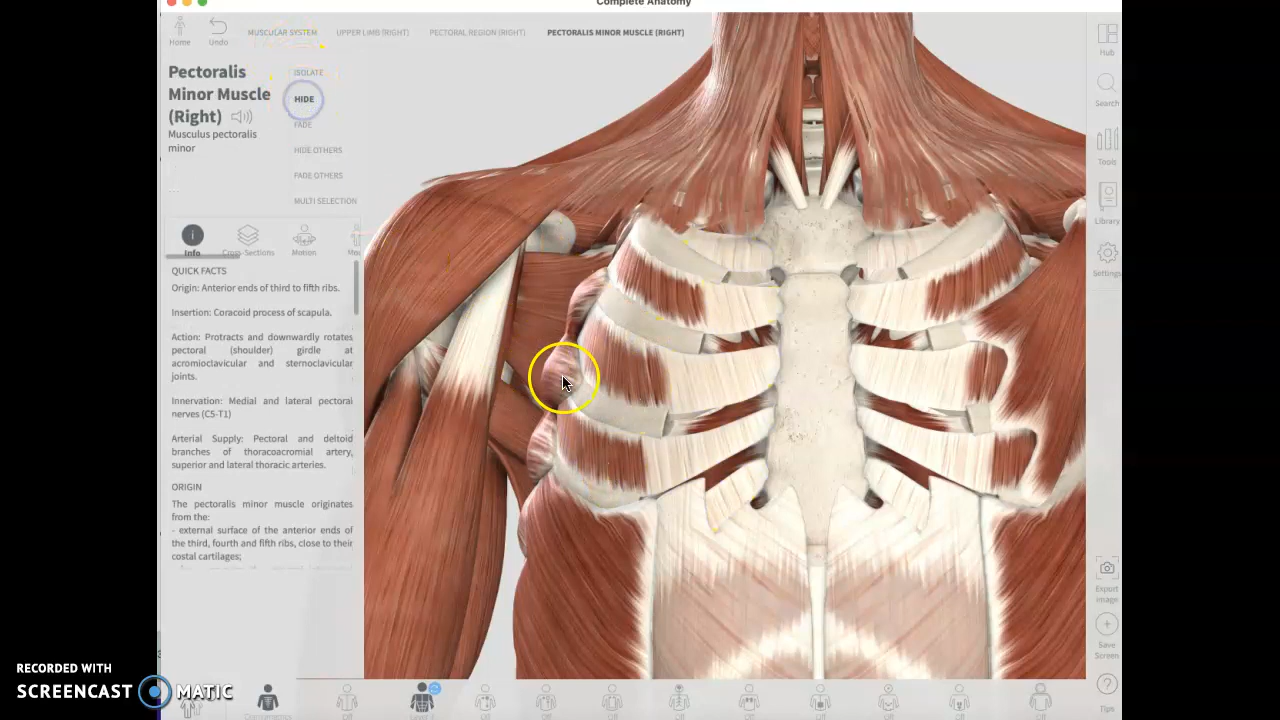 Complete Anatomy
Home
Undo
MUSCULAR SYSTEM
UPPER LIMB (RIGHT)
PECTORAL REGION (RIGHT)
PECTORALIS MINOR MUSCLE (RIGHT)
Pectoralis
Minor Muscle
(Right)
Musculus pectoralis
minor
...
ISOLATE
HIDE
FADE
HIDE OTHERS
FADE OTHERS
MULTI SELECTION
Info
Cross-Sections
Motion
QUICK FACTS
Origin: Anterior ends of third to fifth ribs.
Insertion: Coracoid process of scapula.
Action: Protracts and downwardly rotates
pectoral (shoulder) girdle at
acromioclavicular and sternoclavicular
joints.
Innervation: Medial and lateral pectoral
nerves (C5-T1)
Arterial Supply: Pectoral and deltoid
branches of thoracoacromial artery,
superior and lateral thoracic arteries.
ORIGIN
The pectoralis minor muscle originates
from the:
- external surface of the anterior ends of
the third, fourth and fifth ribs, close to their
costal cartilages;
Hub
Search
Tools
Library
Settings
Export
Image
Save
Screen
Tips
RECORDED WITH
SCREENCAST MATIC